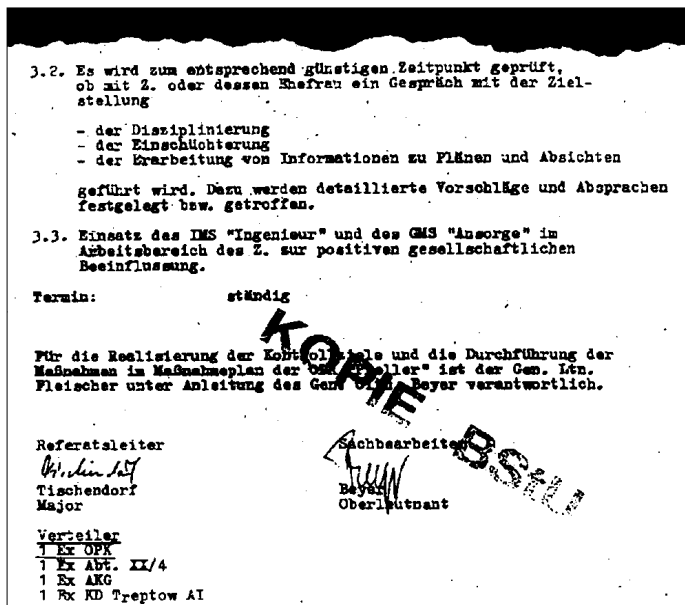 3.2. Es wird zum entsprechend günstigen Zeitpunkt geprüft,
ob mit Z. oder dessen Ehefrau ein Gespräch mit der Ziel-
stellung
- der Disziplinierung
- der Einschüchterung
- der Erarbeitung von Informationen zu Plänen und Absichten
geführt wird. Dazu werden detaillierte Vorschläge und Absprachen
festgelegt bzw. getroffen.
3.3. Einsatz des IMS "Ingenieur" und des GMS "Ansorge" im
Arbeitsbereich des Z. zur positiven gesellschaftlichen
Beeinflussung.
Termin: ständig
Für die Realisierung der Kontrollziele und die Durchführung der
Maßnahmen im Maßnahmeplan der ist der Gen. Ltn.
Fleischer unter Anleitung des Gen. Beyer verantwortlich.
KOPIE BStU
Referatsleiter Sachbearbeiter
Tischendorf Beyer
Major Oberleutnant
Verteiler
1 Ex OPK
1 Ex Abt. XX/4
1 Ex AKG
1 Ex KD Treptow AI